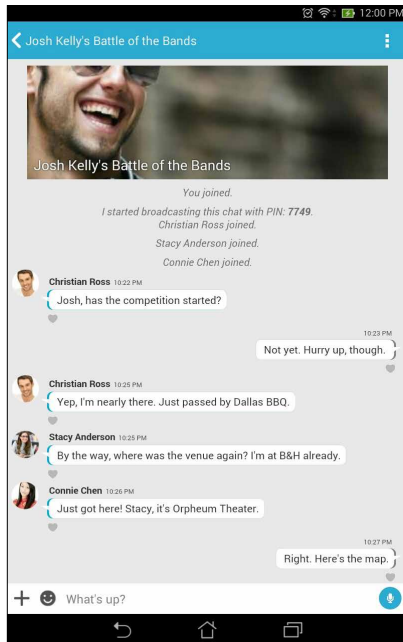 12:00 PM
Josh Kelly's Battle of the Bands
Josh Kelly's Battle of the Bands
You joined.
I started broadcasting this chat with PIN: 7749.
Christian Ross joined.
Stacy Anderson joined.
Connie Chen joined.
Christian Ross 10:22 PM
Josh, has the competition started?
10:23 PM
Not yet. Hurry up, though.
Christian Ross 10:25 PM
Yep, I'm nearly there. Just passed by Dallas BBQ.
Stacy Anderson 10:25 PM
By the way, where was the venue again? I'm at B&H already.
Connie Chen 10:26 PM
Just got here! Stacy, it's Orpheum Theater.
10:27 PM
Right. Here's the map.
What's up?